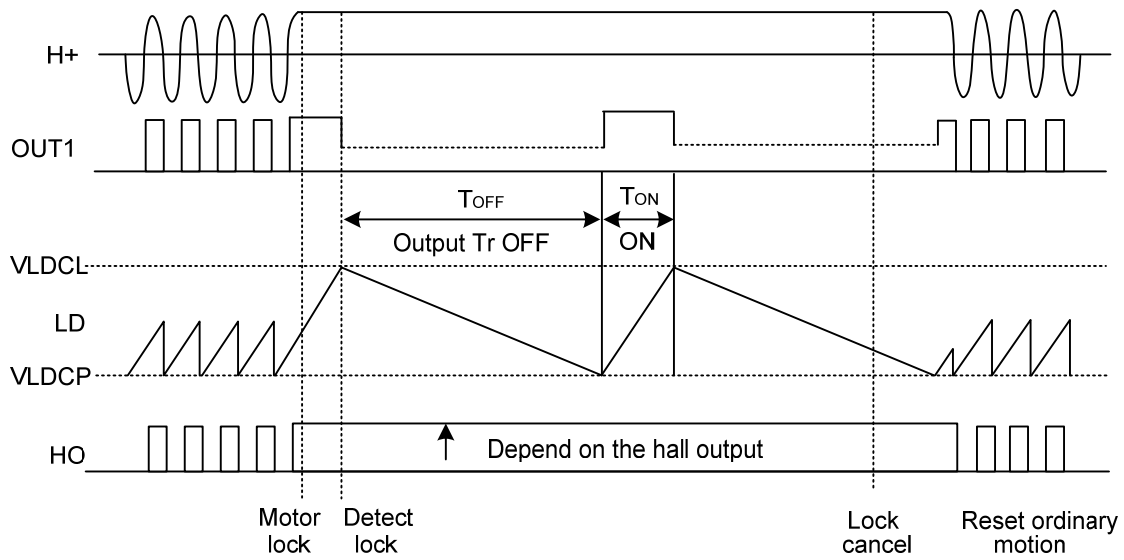 H+
OUT1
TOFF
TON
Output Tr OFF
ON
VLDCL
LD
VLDCP
HO
Depend on the hall output
Motor
lock
Detect
lock
Lock
cancel
Reset ordinary
motion